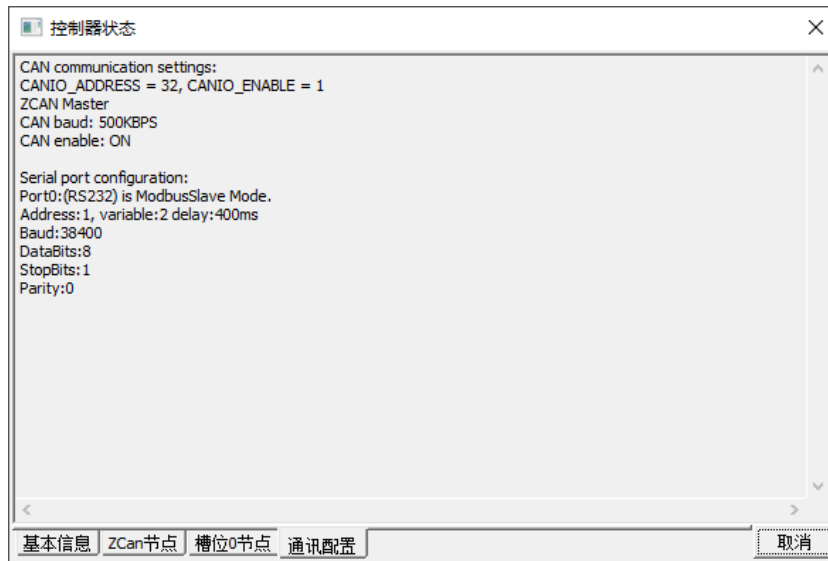 控制器状态
CAN communication settings:
CANIO_ADDRESS = 32, CANIO_ENABLE = 1
ZCAN Master
CAN baud: 500KBPS
CAN enable: ON
Serial port configuration:
Port0:(RS232) is ModbusSlave Mode.
Address:1, variable:2 delay:400ms
Baud:38400
DataBits:8
StopBits:1
Parity:0
基本信息 ZCan节点 槽位0节点 通讯配置 取消